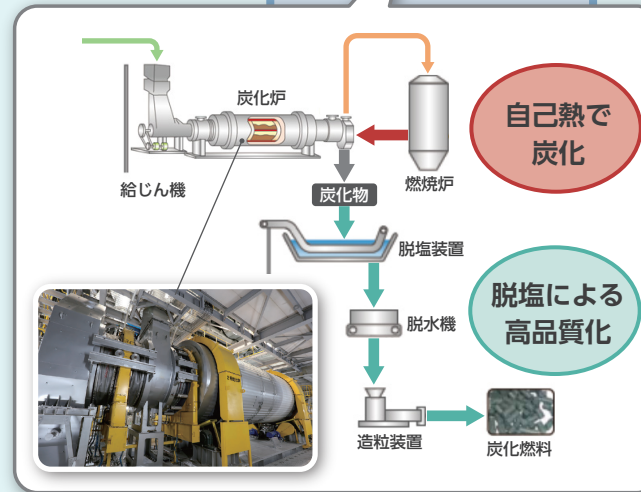 炭化炉
給じん機
燃焼炉
自己熱で
炭化
炭化物
脱塩装置
脱塩による
高品質化
脱水機
造粒装置
炭化燃料